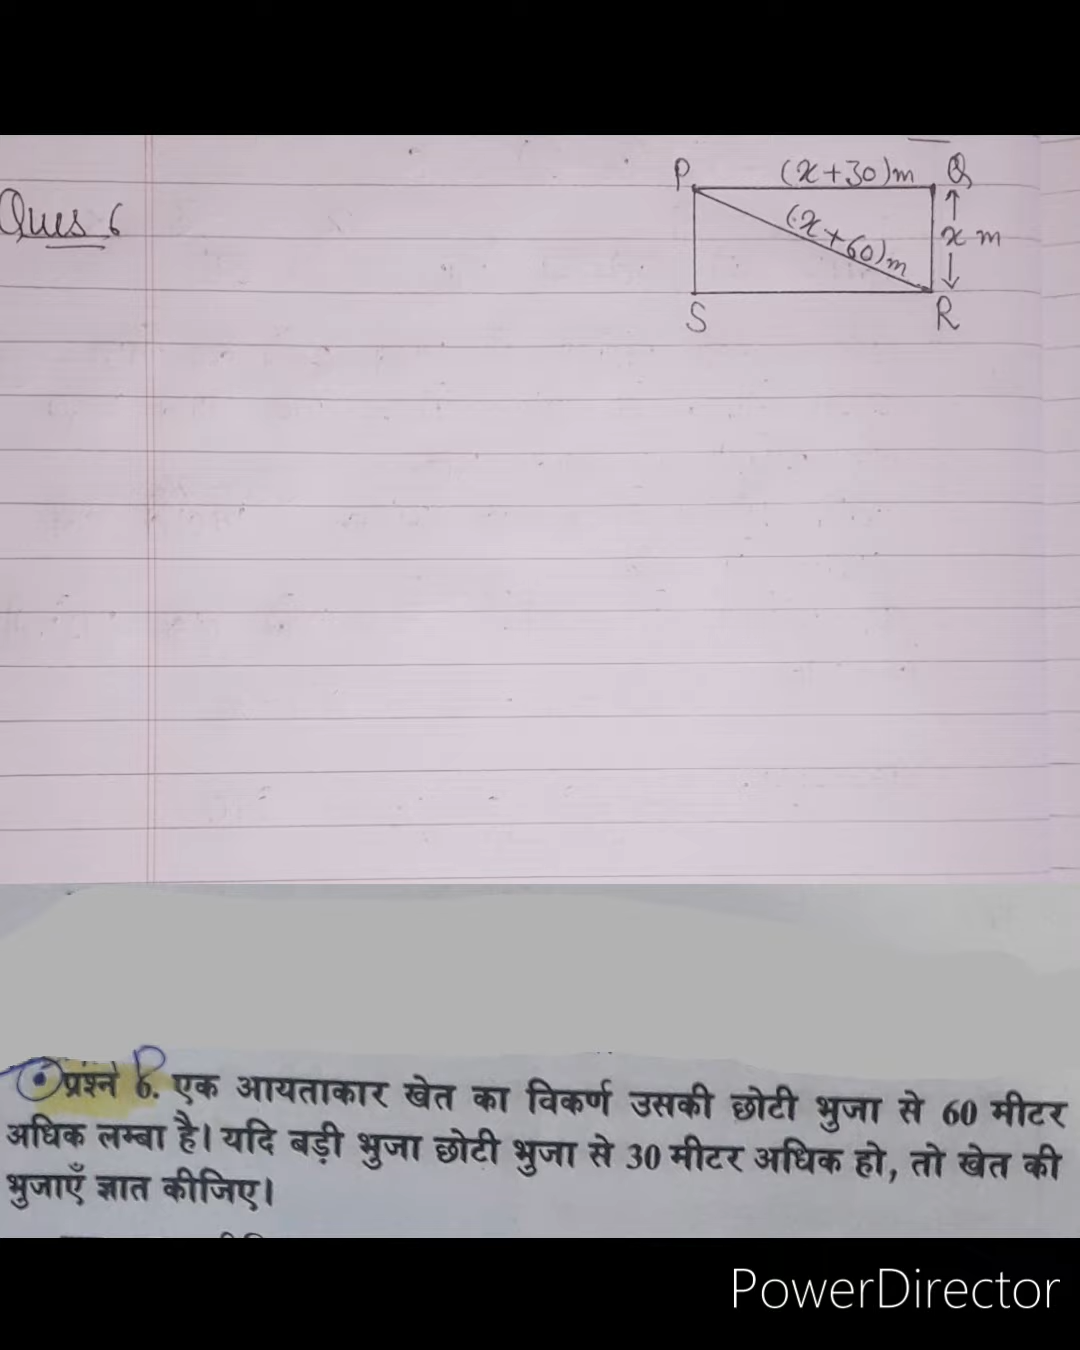 Ques 6
P (x+30)m Q
(x+60)m
x m
S R
प्रश्न 6. एक आयताकार खेत का विकर्ण उसकी छोटी भुजा से 60 मीटर
अधिक लम्बा है। यदि बड़ी भुजा छोटी भुजा से 30 मीटर अधिक हो, तो खेत की
भुजाएँ ज्ञात कीजिए।
PowerDirector